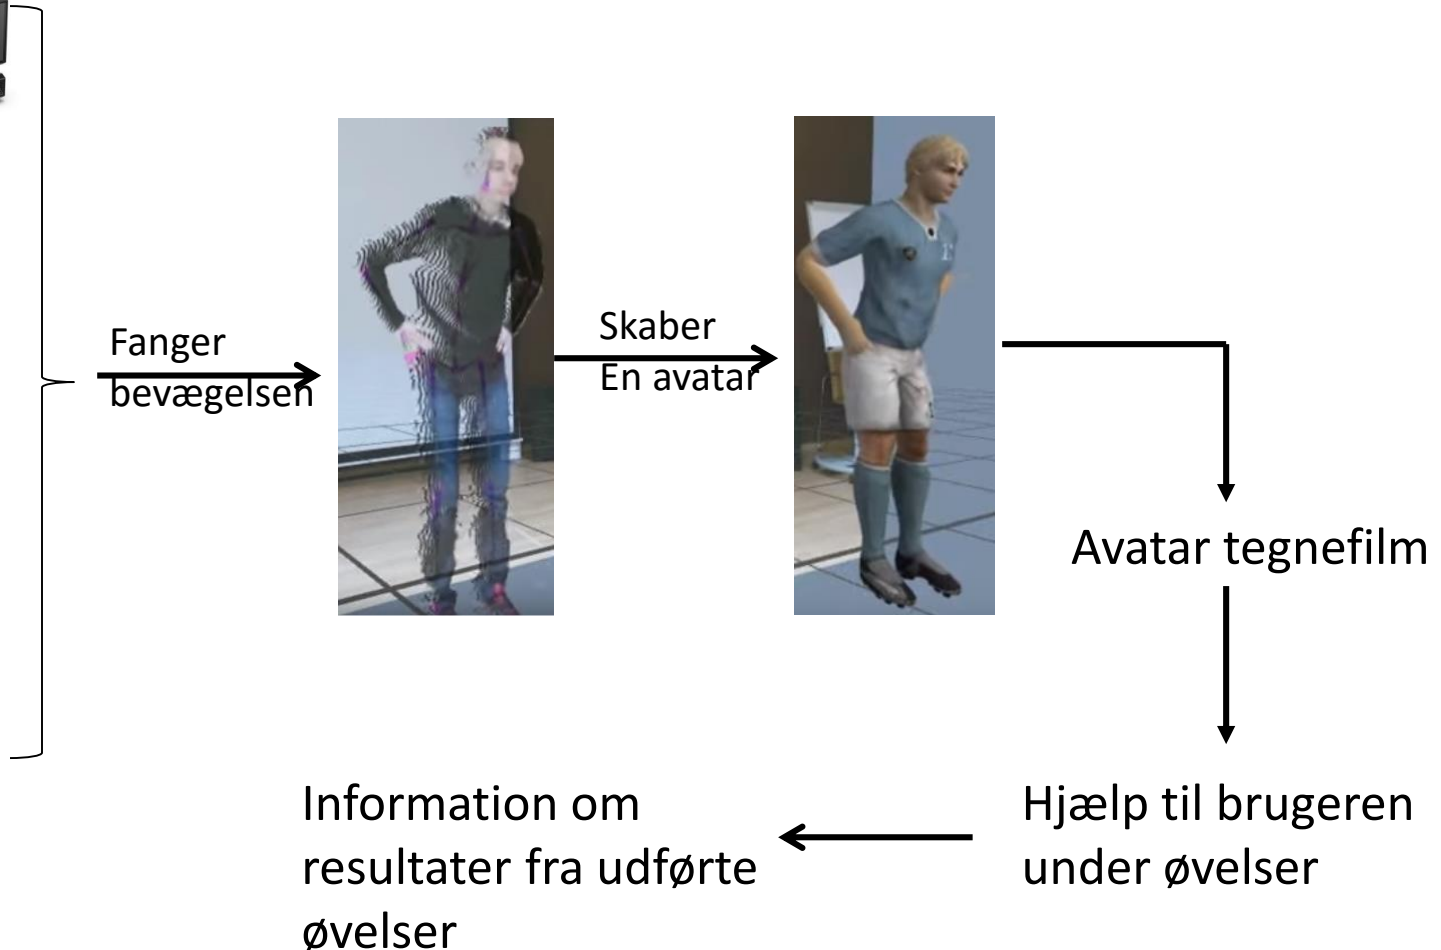 Fanger
bevægelsen
Skaber
En avatar
Avatar tegnefilm
Hjælp til brugeren
under øvelser
Information om
resultater fra udførte
øvelser